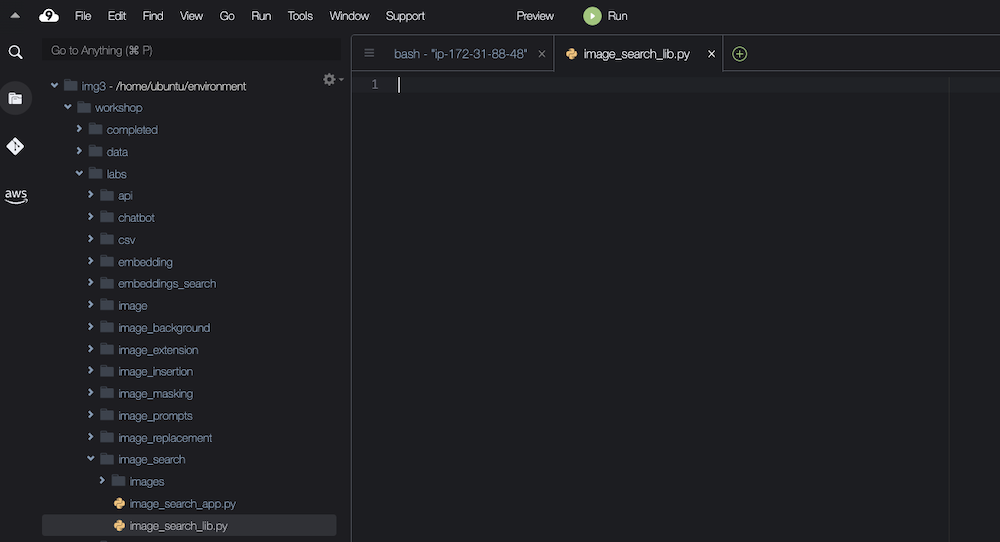 9 File Edit Find View Go Run Tools Window Support Preview Run
Go to Anything (⌘ P)
bash - "ip-172-31-88-48" × image_search_lib.py ×
img3 - /home/ubuntu/environment
1
workshop
completed
data
labs
aws
api
chatbot
csv
embedding
embeddings_search
image
image_background
image_extension
image_insertion
image_masking
image_prompts
image_replacement
image_search
images
image_search_app.py
image_search_lib.py